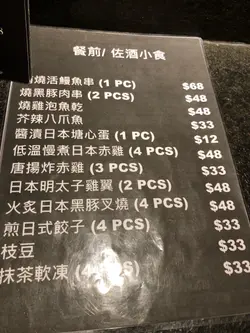 餐前/ 佐酒小食
燒活鰻魚串 (1 PC) $68
燒黑豚肉串 (2 PCS) $48
燒雞泡魚乾 $48
芥辣八爪魚 $33
醬漬日本塘心蛋 (1 PC) $12
低溫慢煮日本赤雞 (4 PCS) $48
唐揚炸赤雞 (3 PCS) $33
日本明太子雞翼 (2 PCS) $48
火炙日本黑豚叉燒 (4 PCS) $48
煎日式餃子 (4 PCS) $33
枝豆 $33
抹茶軟凍 (4 PCS) $33